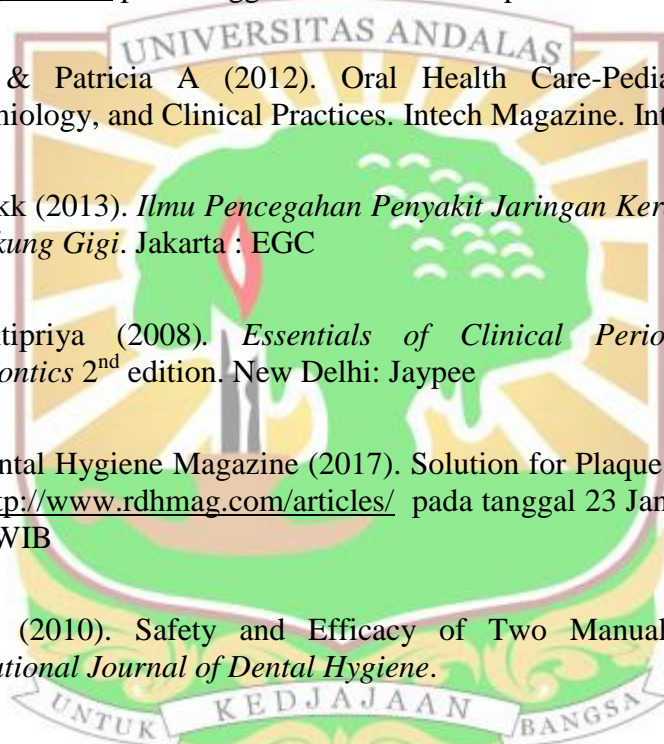 UNIVERSITAS ANDALAS
& Patricia A (2012). Oral Health Care-Pedia
miology, and Clinical Practices. Intech Magazine. Int
kk (2013). Ilmu Pencegahan Penyakit Jaringan Ker
kung Gigi. Jakarta : EGC
tipriya (2008). Essentials of Clinical Perio
ontics 2nd edition. New Delhi: Jaypee
ntal Hygiene Magazine (2017). Solution for Plaque
tp://www.rdhmag.com/articles/ pada tanggal 23 Jan
WIB
(2010). Safety and Efficacy of Two Manual
ational Journal of Dental Hygiene.
UNTUK KEDJAJAAN BANGSA